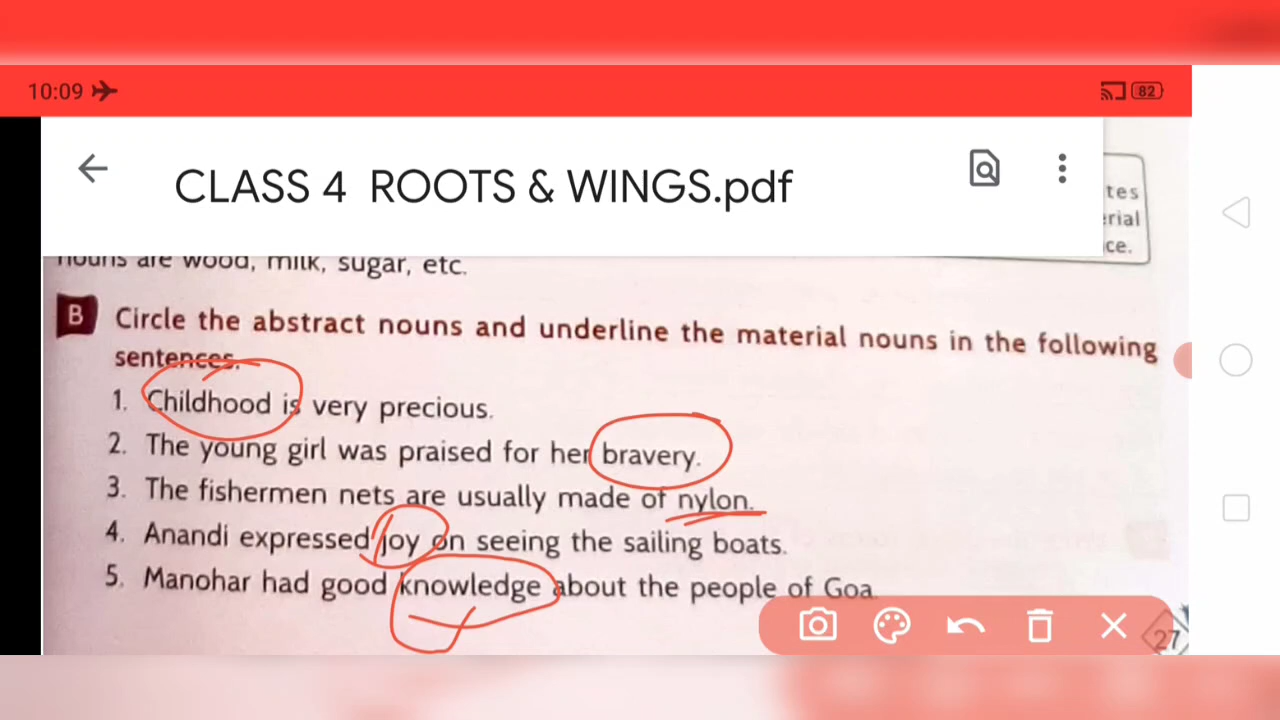 10:09
82
CLASS 4 ROOTS & WINGS.pdf
tes
erial
ce.
nouns are wood, milk, sugar, etc.
B Circle the abstract nouns and underline the material nouns in the following
sentences.
1. Childhood is very precious.
2. The young girl was praised for her bravery.
3. The fishermen nets are usually made of nylon.
4. Anandi expressed joy on seeing the sailing boats.
5. Manohar had good knowledge about the people of Goa.
27